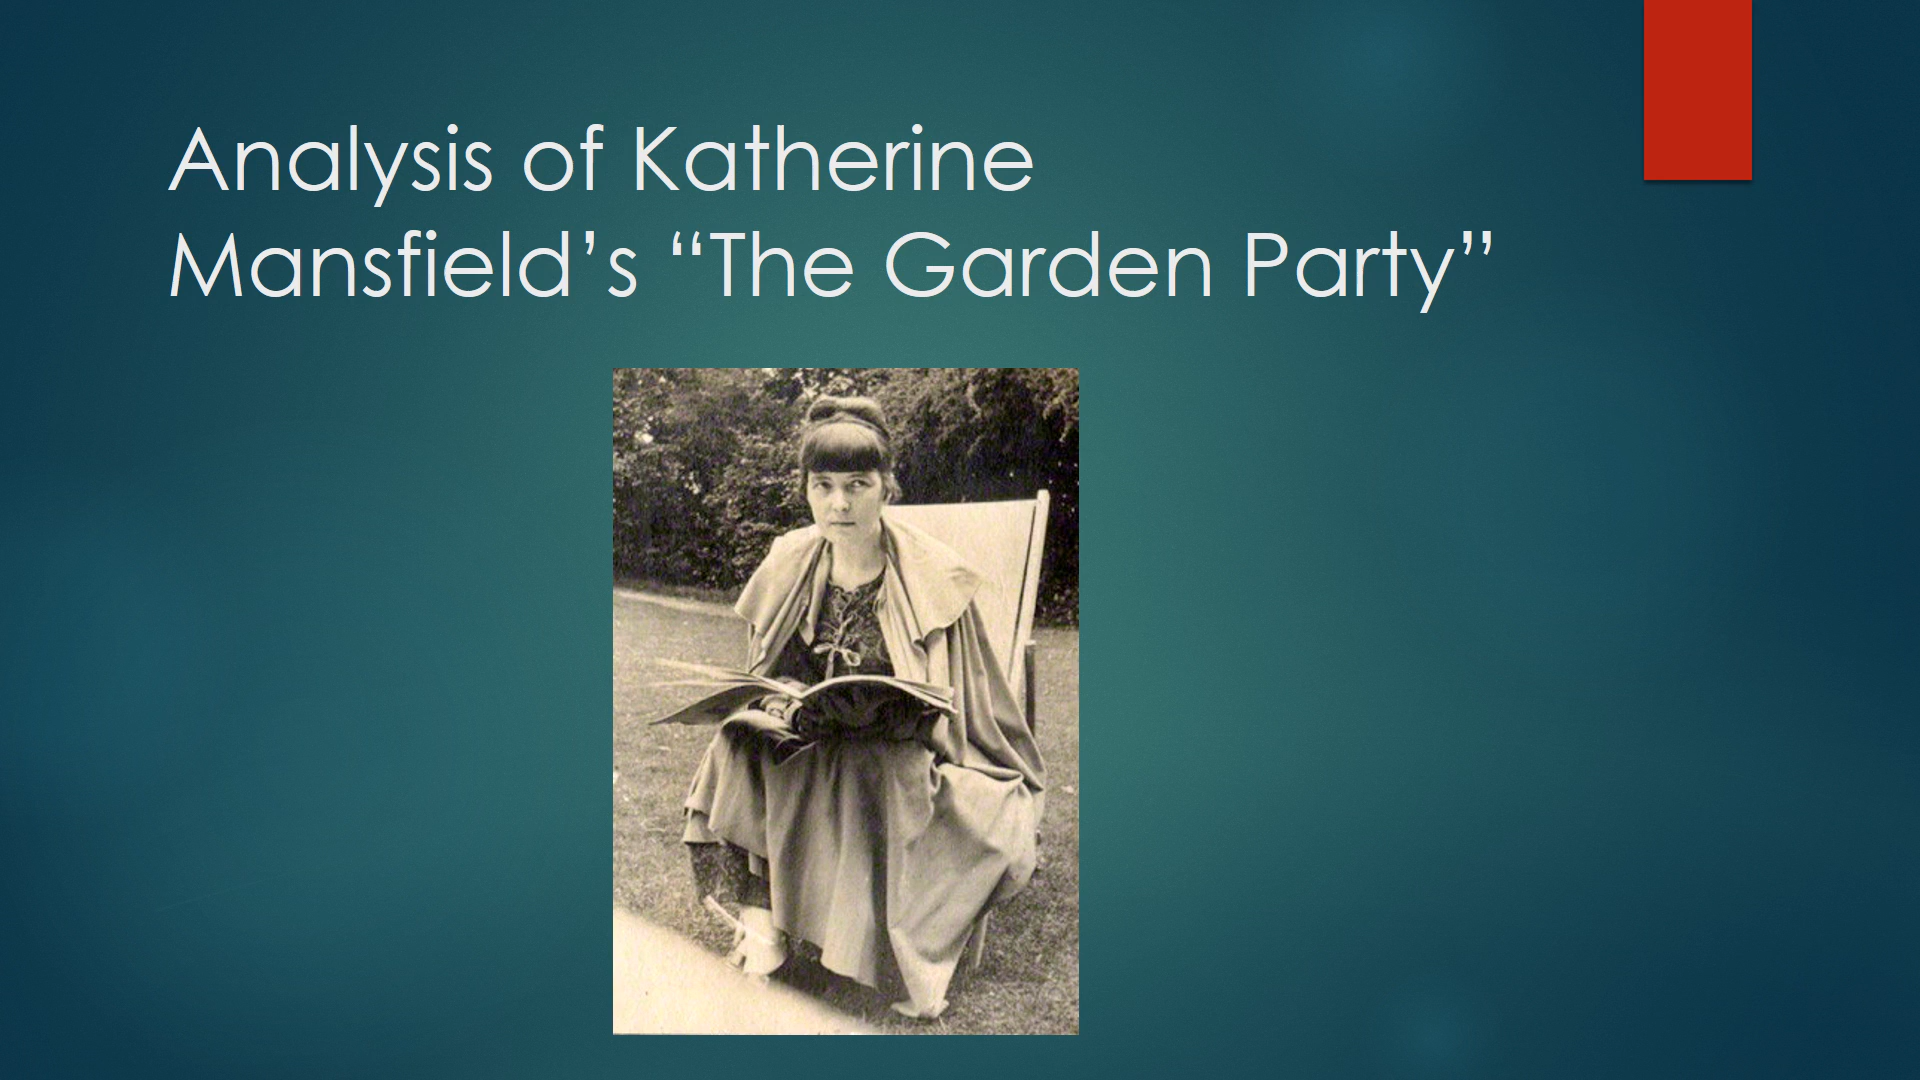 Analysis of Katherine
Mansfield’s “The Garden Party”